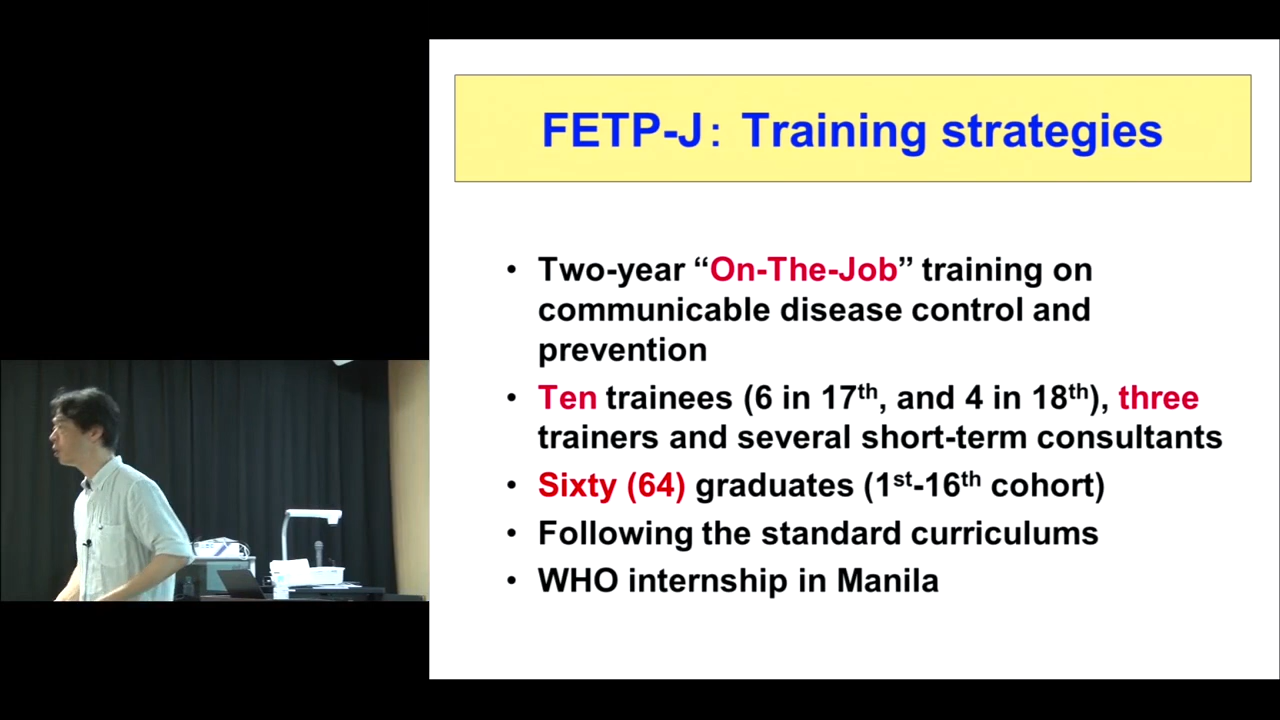 FETP-J: Training strategies
• Two-year “On-The-Job” training on
communicable disease control and
prevention
• Ten trainees (6 in 17th, and 4 in 18th), three
trainers and several short-term consultants
• Sixty (64) graduates (1st-16th cohort)
• Following the standard curriculums
• WHO internship in Manila